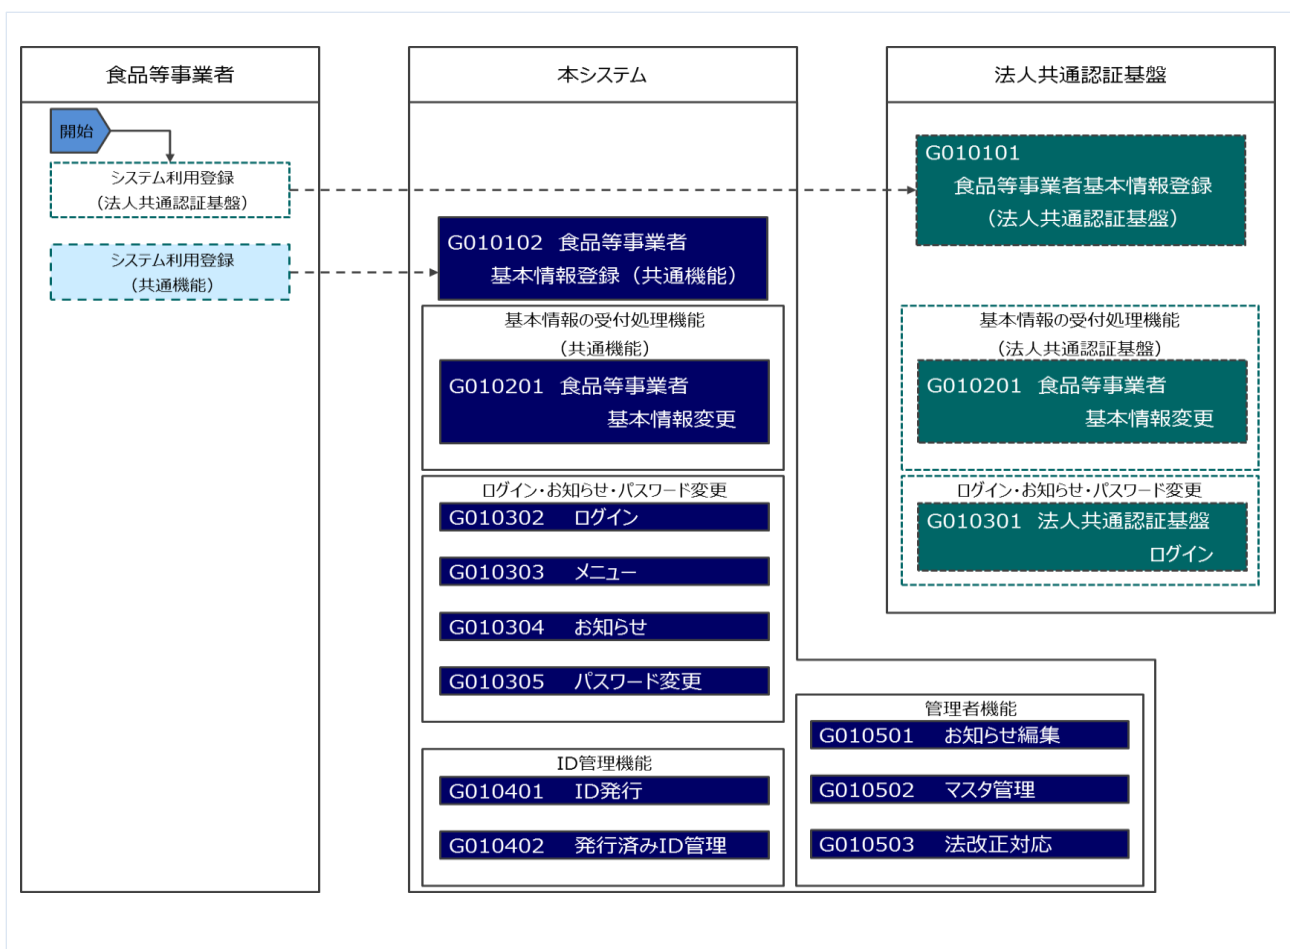 食品等事業者
開始
システム利用登録
（法人共通認証基盤）
システム利用登録
（共通機能）
本システム
G010102 食品等事業者
基本情報登録（共通機能）
基本情報の受付処理機能
（共通機能）
G010201 食品等事業者
基本情報変更
ログイン・お知らせ・パスワード変更
G010302 ログイン
G010303 メニュー
G010304 お知らせ
G010305 パスワード変更
ID管理機能
G010401 ID発行
G010402 発行済みID管理
管理者機能
G010501 お知らせ編集
G010502 マスタ管理
G010503 法改正対応
法人共通認証基盤
G010101
食品等事業者基本情報登録
（法人共通認証基盤）
基本情報の受付処理機能
（法人共通認証基盤）
G010201 食品等事業者
基本情報変更
ログイン・お知らせ・パスワード変更
G010301 法人共通認証基盤
ログイン